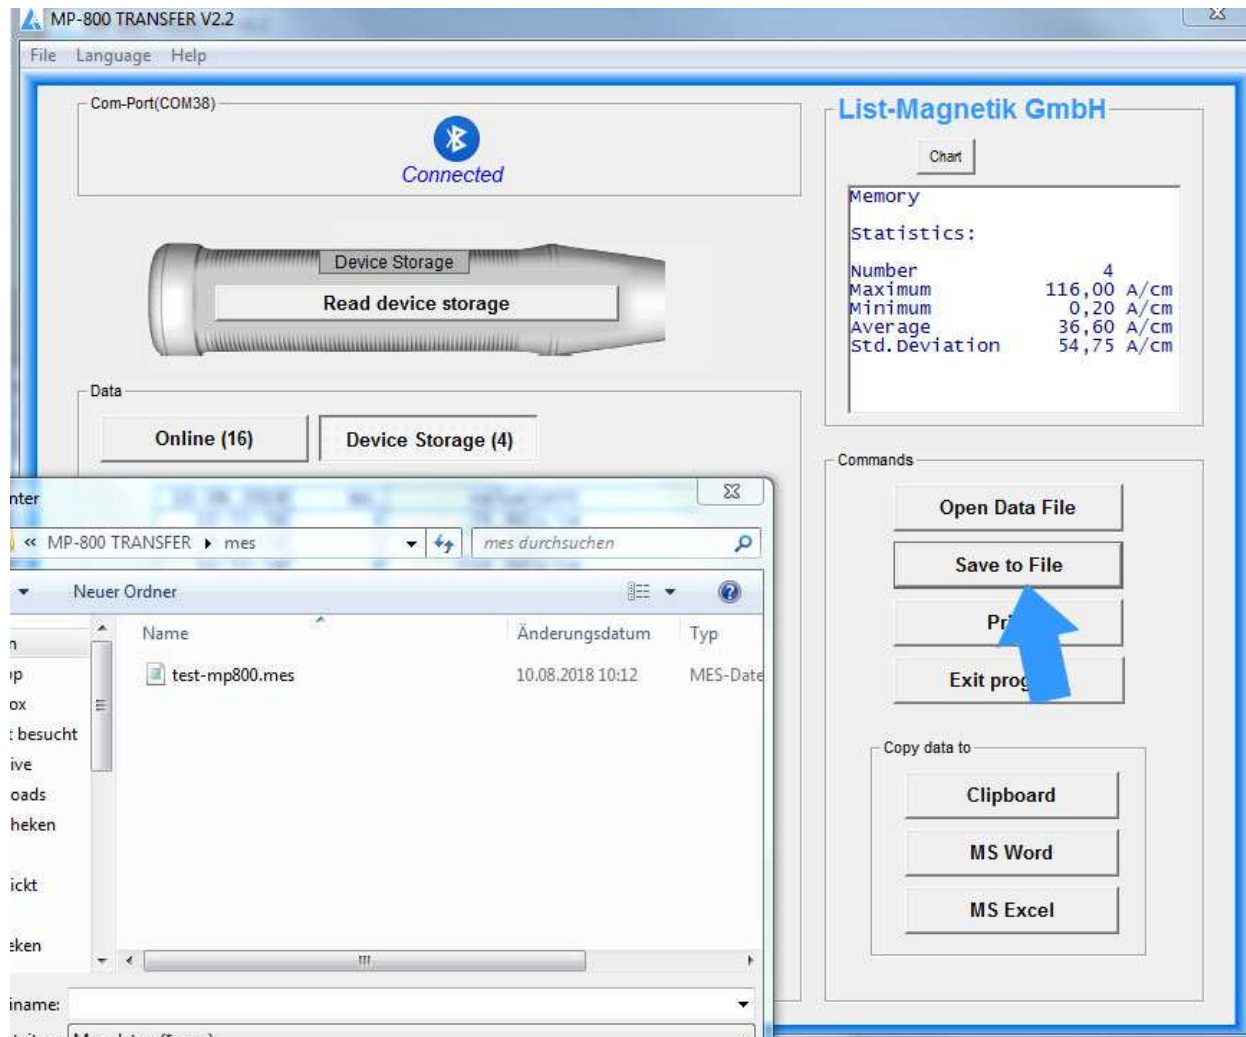 MP-800 TRANSFER V2.2
File Language Help
Com-Port(COM38)
Connected
Device Storage
Read device storage
Data
Online (16)
Device Storage (4)
List-Magnetik GmbH
Chart
Memory
Statistics:
Number 4
Maximum 116,00 A/cm
Minimum 0,20 A/cm
Average 36,60 A/cm
Std.Deviation 54,75 A/cm
Commands
Open Data File
Save to File
Exit
Copy data to
Clipboard
MS Word
MS Excel
nter
« MP-800 TRANSFER ▸ mes
mes durchsuchen
Neuer Ordner
Name Änderungsdatum Typ
test-mp800.mes 10.08.2018 10:12 MES-Date
n
op
ox
t besucht
ive
oads
heken
ickt
eken
iname: